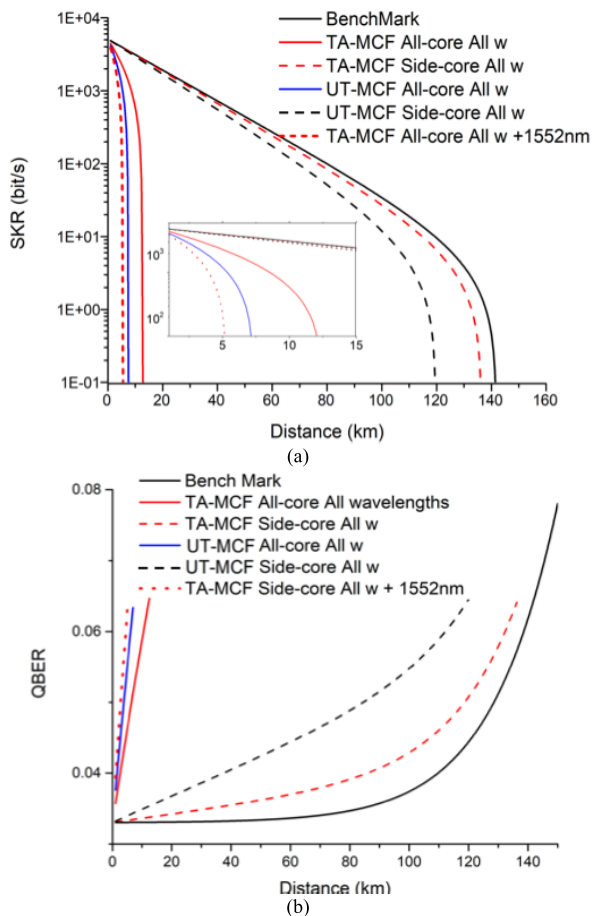 1E+04
1E+03
1E+02
1E+01
1E+00
1E-01
SKR (bit/s)
BenchMark
TA-MCF All-core All w
TA-MCF Side-core All w
UT-MCF All-core All w
UT-MCF Side-core All w
TA-MCF All-core All w +1552nm
10³
10²
5 10 15
0 20 40 60 80 100 120 140 160
Distance (km)
(a)
0.08
0.06
0.04
QBER
Bench Mark
TA-MCF All-core All wavelengths
TA-MCF Side-core All w
UT-MCF All-core All w
UT-MCF Side-core All w
TA-MCF Side-core All w + 1552nm
0 20 40 60 80 100 120 140
Distance (km)
(b)